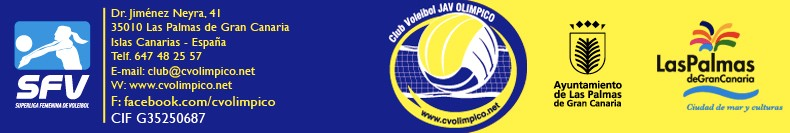 SFV
SUPERLIGA FEMENINA DE VOLEIBOL
Dr. Jiménez Neyra, 41
35010 Las Palmas de Gran Canaria
Islas Canarias - España
Telf. 647 48 25 57
E-mail: club@cvolimpico.net
W: www.cvolimpico.net
F: facebook.com/cvolimpico
CIF G35250687
Club Voleibol JAV OLIMPICO
www.cvolimpico.net
Ayuntamiento
de Las Palmas
de Gran Canaria
LasPalmas
deGranCanaria
Ciudad de mar y culturas